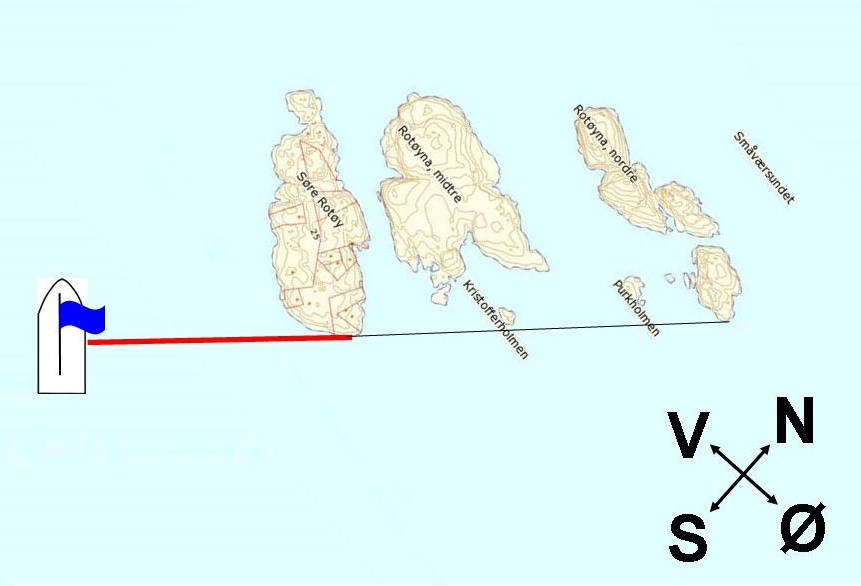 Rotøyna, nordre
Rotøyna, midtre
Småværsundet
Søre Rotøy
25
Kristofferholmen
Purkholmen
V N
S Ø